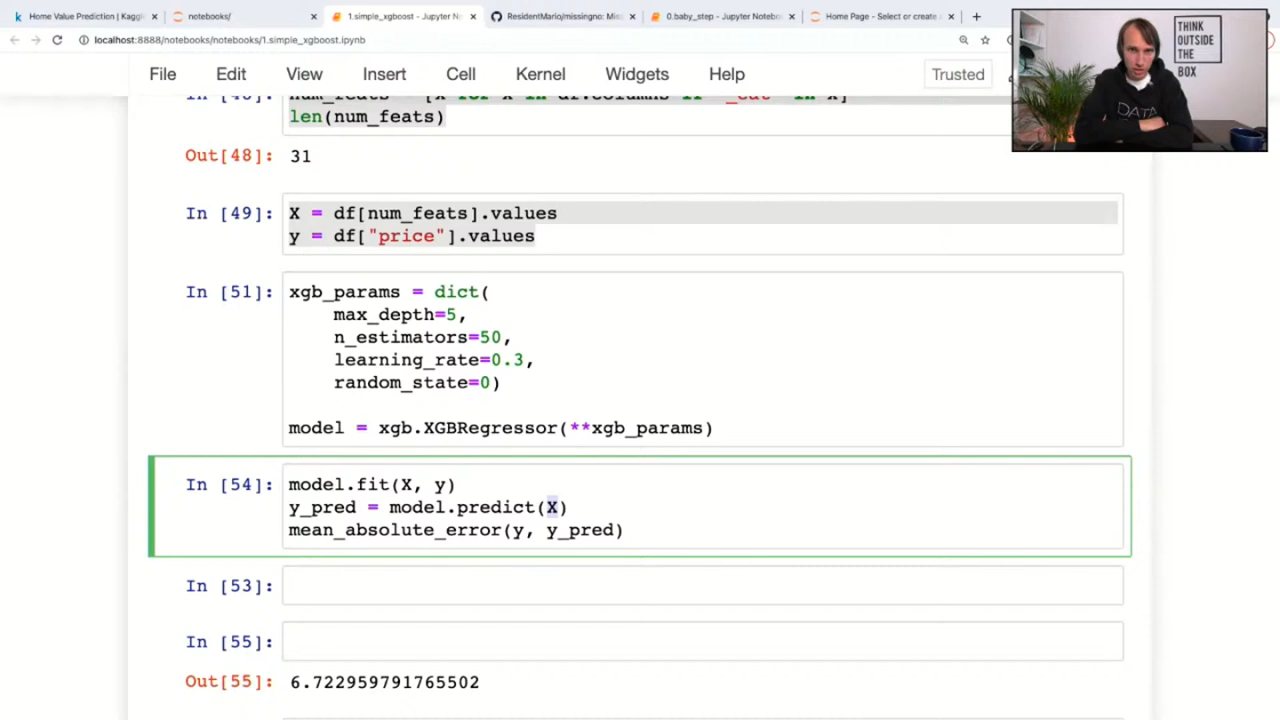 Home Value Prediction | Kaggl
notebooks/
1.simple_xgboost - Jupyter Not
ResidentMario/missingno: Mis
0.baby_step - Jupyter Notebo
Home Page - Select or create a
localhost:8888/notebooks/notebooks/1.simple_xgboost.ipynb
THINK
OUTSIDE
THE
BOX
DATA
File Edit View Insert Cell Kernel Widgets Help Trusted
len(num_feats)
Out[48]: 31
In [49]: X = df[num_feats].values
y = df["price"].values
In [51]: xgb_params = dict(
max_depth=5,
n_estimators=50,
learning_rate=0.3,
random_state=0)
model = xgb.XGBRegressor(**xgb_params)
In [54]: model.fit(X, y)
y_pred = model.predict(X)
mean_absolute_error(y, y_pred)
In [53]:
In [55]:
Out[55]: 6.722959791765502